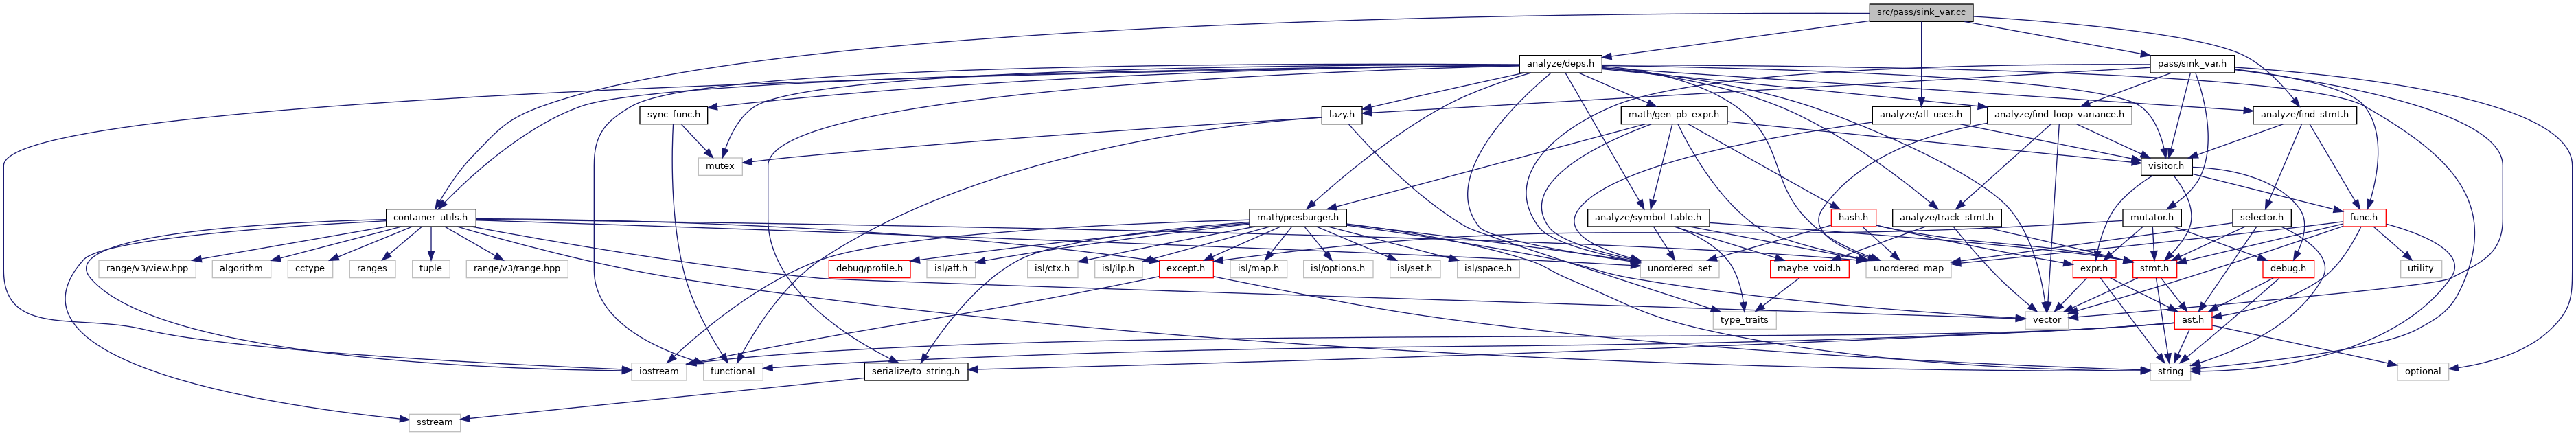 src/pass/sink_var.cc
analyze/deps.h
pass/sink_var.h
sync_func.h
lazy.h
math/gen_pb_expr.h
analyze/all_uses.h
analyze/find_loop_variance.h
analyze/find_stmt.h
mutex
visitor.h
container_utils.h
math/presburger.h
analyze/symbol_table.h
hash.h
analyze/track_stmt.h
mutator.h
selector.h
func.h
range/v3/view.hpp
algorithm
cctype
ranges
tuple
range/v3/range.hpp
debug/profile.h
isl/aff.h
isl/ctx.h
isl/ilp.h
except.h
isl/map.h
isl/options.h
isl/set.h
isl/space.h
unordered_set
maybe_void.h
unordered_map
expr.h
stmt.h
debug.h
utility
type_traits
vector
ast.h
iostream
functional
serialize/to_string.h
string
optional
sstream